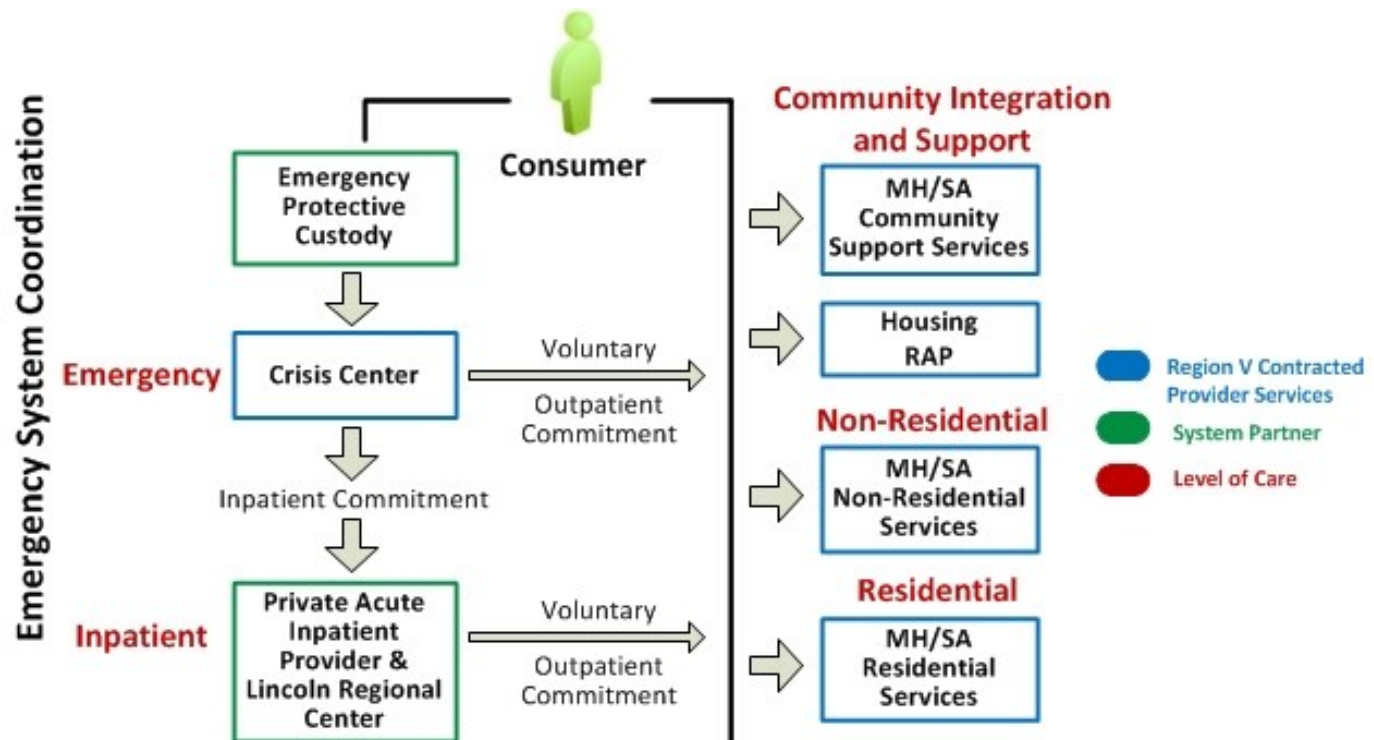 Emergency System Coordination
Consumer
Emergency
Protective
Custody
Emergency
Crisis Center
Voluntary
Outpatient
Commitment
Inpatient Commitment
Inpatient
Private Acute
Inpatient
Provider &
Lincoln Regional
Center
Voluntary
Outpatient
Commitment
Community Integration
and Support
MH/SA
Community
Support Services
Housing
RAP
Non-Residential
MH/SA
Non-Residential
Services
Residential
MH/SA
Residential
Services
Region V Contracted
Provider Services
System Partner
Level of Care